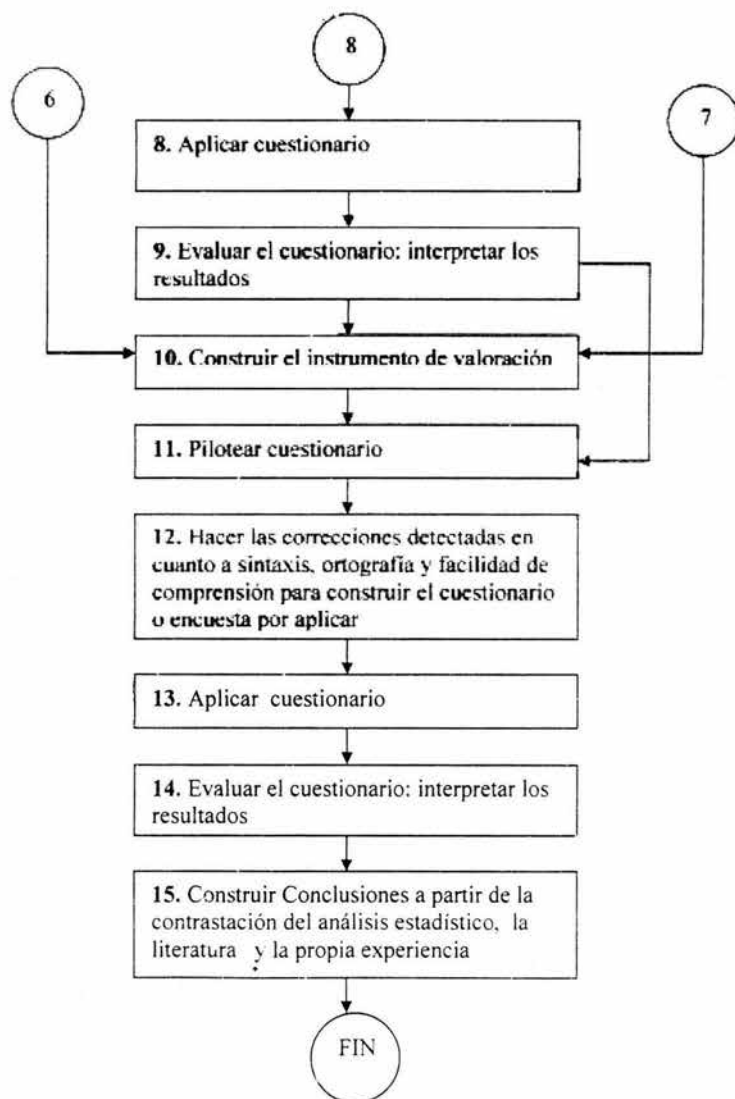 8
6
7
8. Aplicar cuestionario
9. Evaluar el cuestionario: interpretar los
resultados
10. Construir el instrumento de valoración
11. Pilotear cuestionario
12. Hacer las correcciones detectadas en
cuanto a sintaxis, ortografía y facilidad de
comprensión para construir el cuestionario
o encuesta por aplicar
13. Aplicar cuestionario
14. Evaluar el cuestionario: interpretar los
resultados
15. Construir Conclusiones a partir de la
contrastación del análisis estadístico, la
literatura y la propia experiencia
FIN